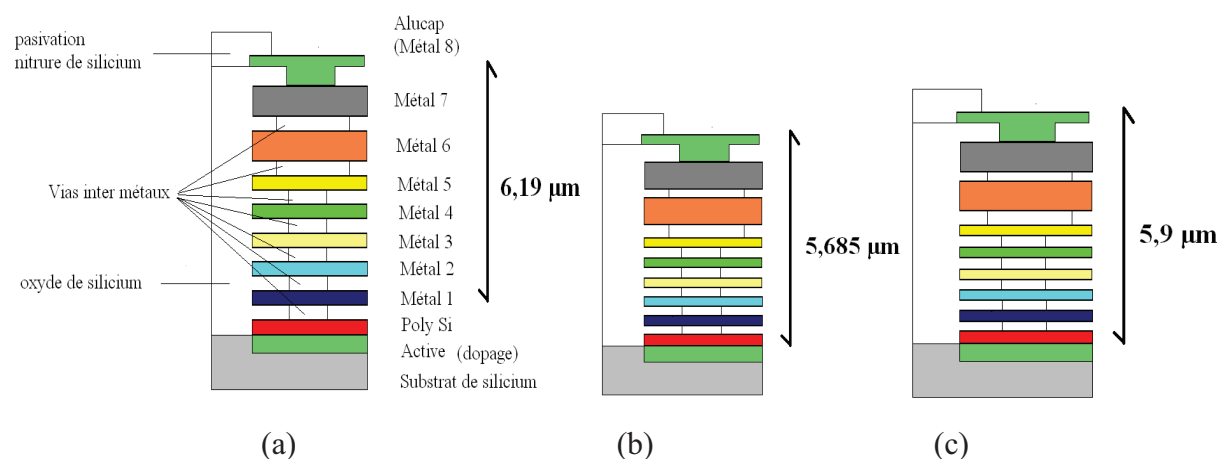 pasivation
nitrure de silicium
Alucap
(Métal 8)
Métal 7
Métal 6
Vias inter métaux
Métal 5
Métal 4
Métal 3
Métal 2
oxyde de silicium
Métal 1
Poly Si
Active (dopage)
Substrat de silicium
6,19 µm
5,685 µm
5,9 µm
(a)
(b)
(c)